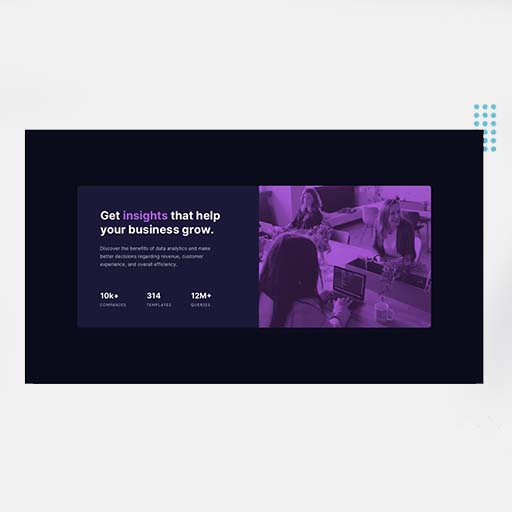 Get insights that help
your business grow.
Discover the benefits of data analytics and make
better decisions regarding revenue, customer
experience, and overall efficiency.
10k+ 314 12M+
COMPANIES TEMPLATES QUERIES